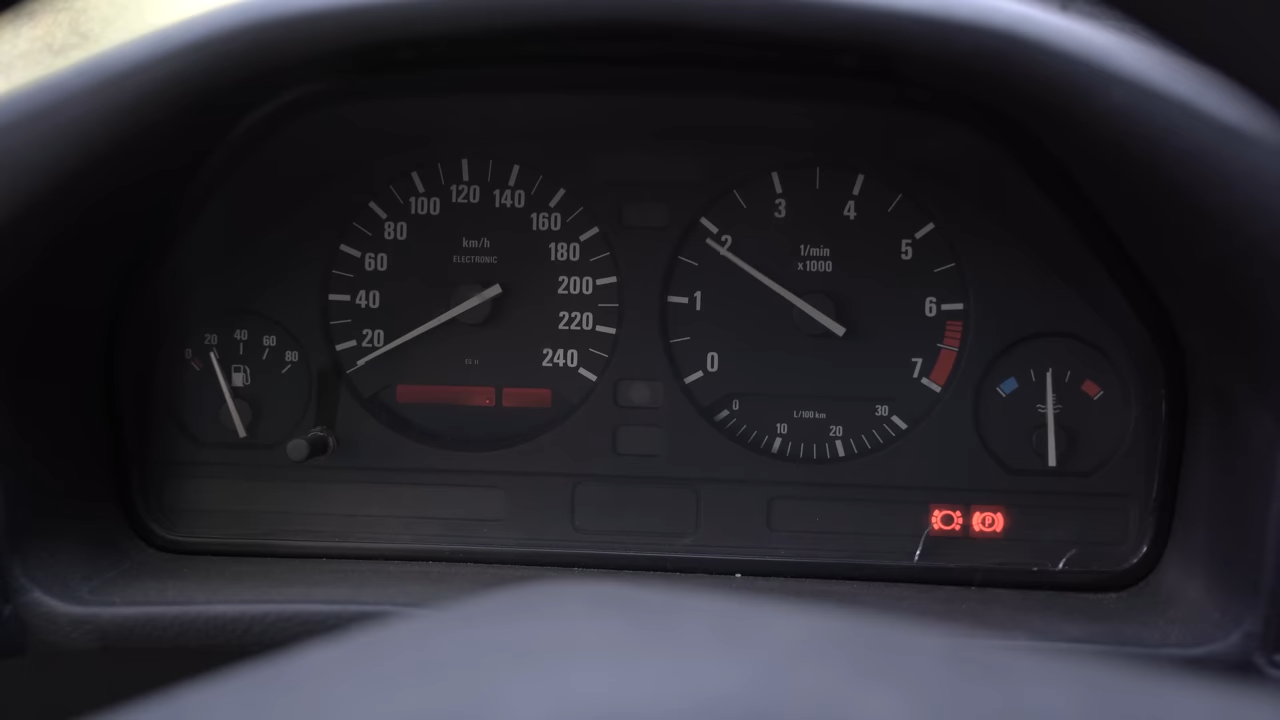 0 20 40 60 80
20 40 60 80 100 120 140 160 180 200 220 240
km/h
ELECTRONIC
0 1 2 3 4 5 6 7
1/min
x1000
0 10 20 30
L/100 km
P